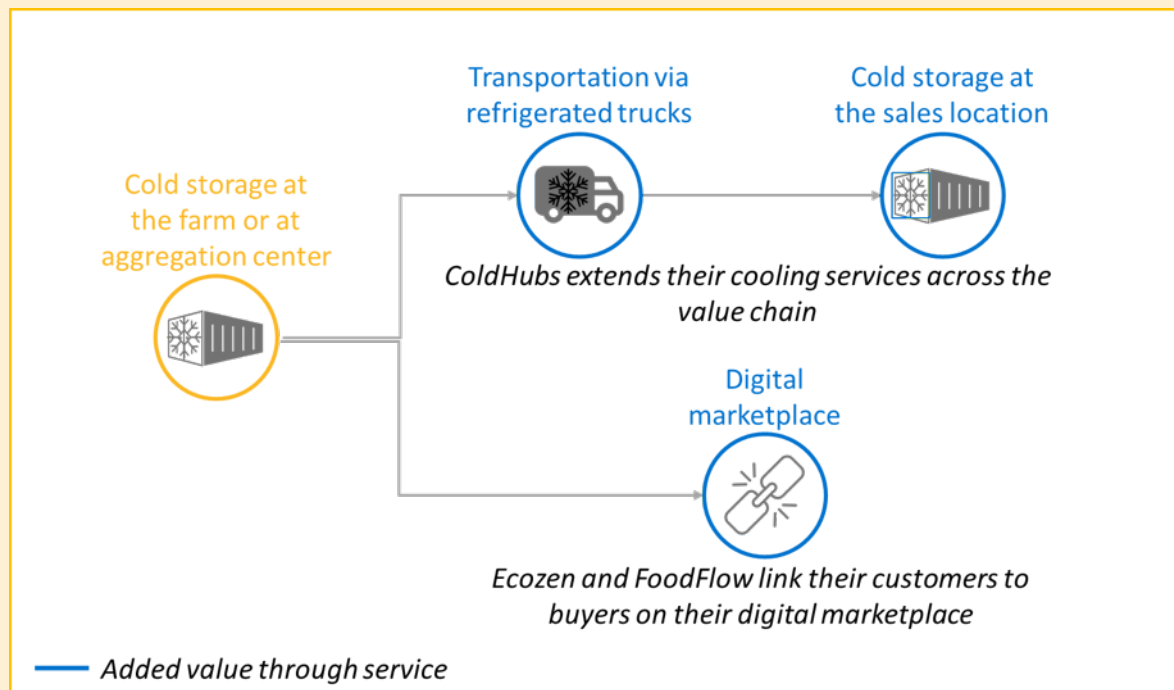 Transportation via
refrigerated trucks
Cold storage at
the sales location
Cold storage at
the farm or at
aggregation center
ColdHubs extends their cooling services across the
value chain
Digital
marketplace
Ecozen and FoodFlow link their customers to
buyers on their digital marketplace
Added value through service